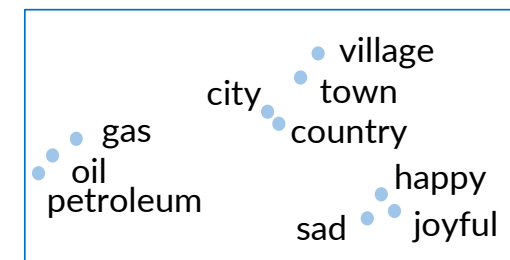 village
city
town
gas
country
oil
petroleum
happy
sad
joyful